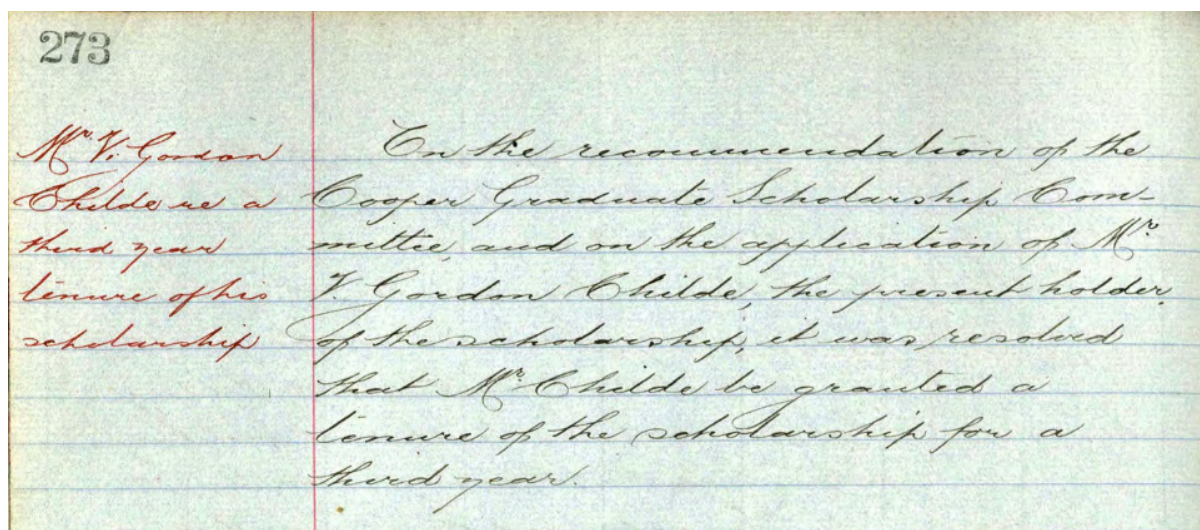 273
Mr. V. Gordon
Childe re a
third year
tenure of his
scholarship
On the recommendation of the
Cooper Graduate Scholarship Com-
mittee, and on the application of Mr.
V. Gordon Childe, the present holder,
of the scholarship, it was resolved
that Mr. Childe be granted a
tenure of the scholarship for a
third year.